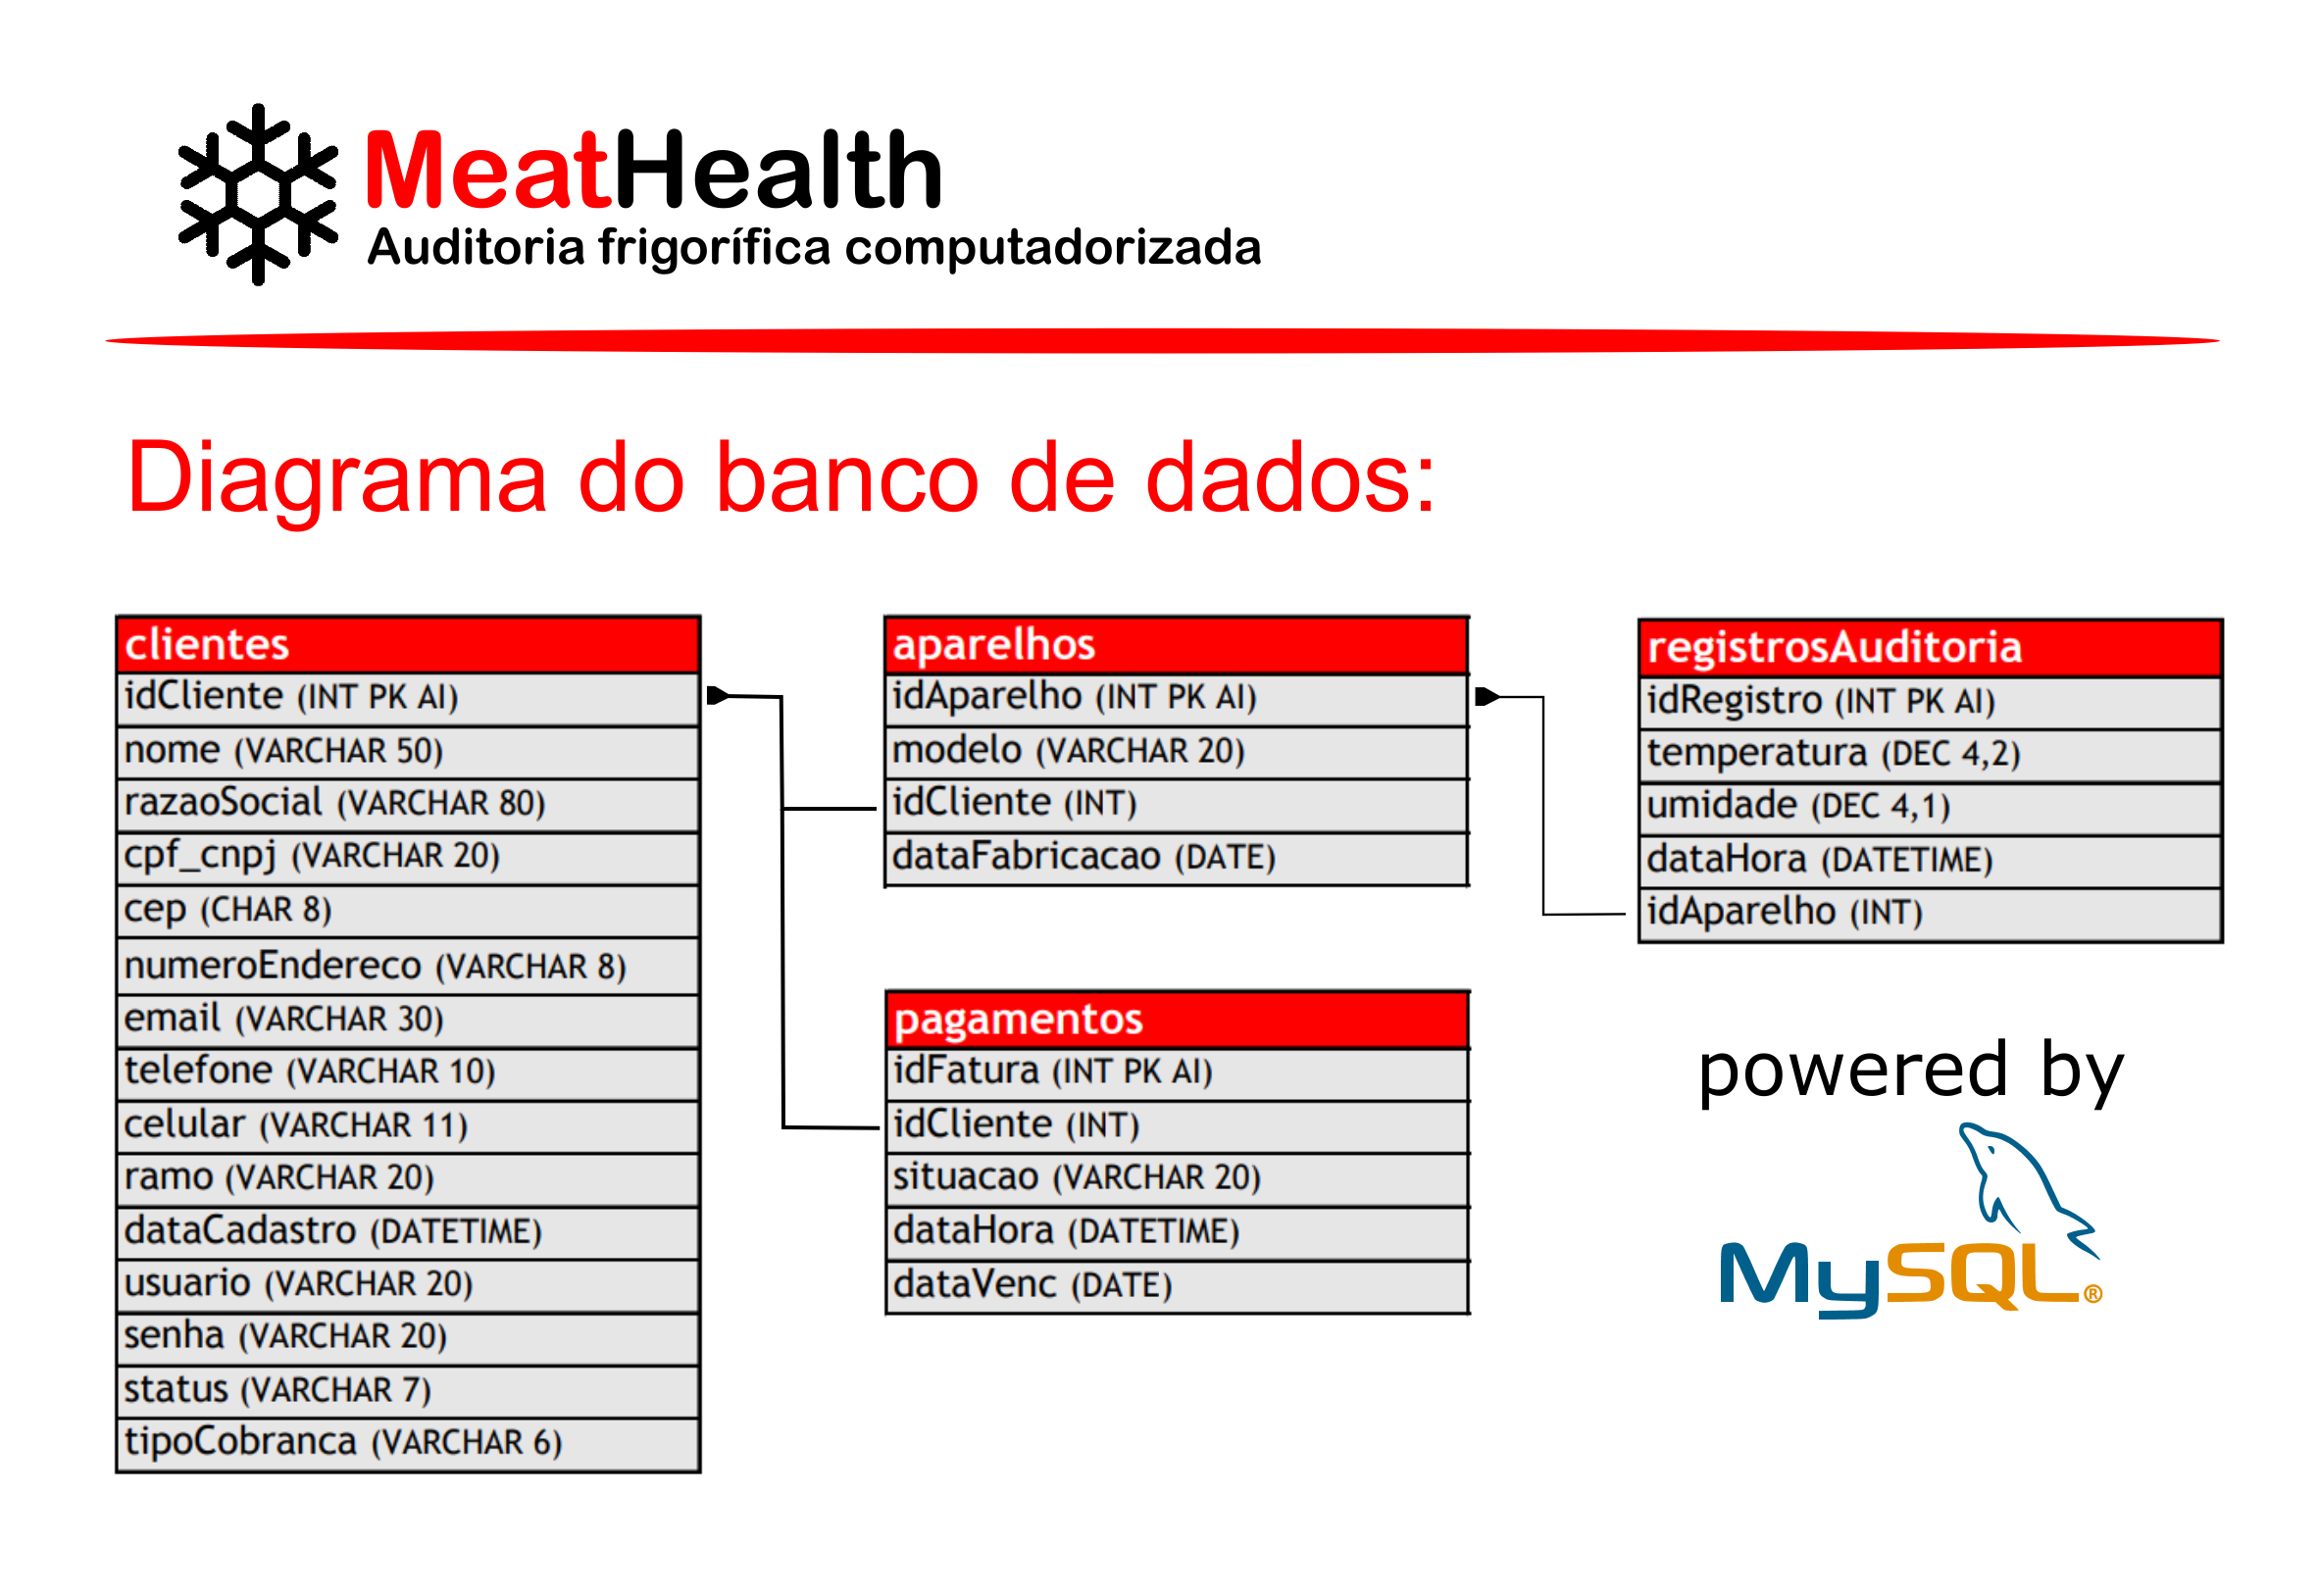 MeatHealth
Auditoria frigorífica computadorizada
Diagrama do banco de dados:
clientes
idCliente (INT PK AI)
nome (VARCHAR 50)
razaoSocial (VARCHAR 80)
cpf_cnpj (VARCHAR 20)
cep (CHAR 8)
numeroEndereco (VARCHAR 8)
email (VARCHAR 30)
telefone (VARCHAR 10)
celular (VARCHAR 11)
ramo (VARCHAR 20)
dataCadastro (DATETIME)
usuario (VARCHAR 20)
senha (VARCHAR 20)
status (VARCHAR 7)
tipoCobranca (VARCHAR 6)
aparelhos
idAparelho (INT PK AI)
modelo (VARCHAR 20)
idCliente (INT)
dataFabricacao (DATE)
pagamentos
idFatura (INT PK AI)
idCliente (INT)
situacao (VARCHAR 20)
dataHora (DATETIME)
dataVenc (DATE)
registrosAuditoria
idRegistro (INT PK AI)
temperatura (DEC 4,2)
umidade (DEC 4,1)
dataHora (DATETIME)
idAparelho (INT)
powered by
MySQL®